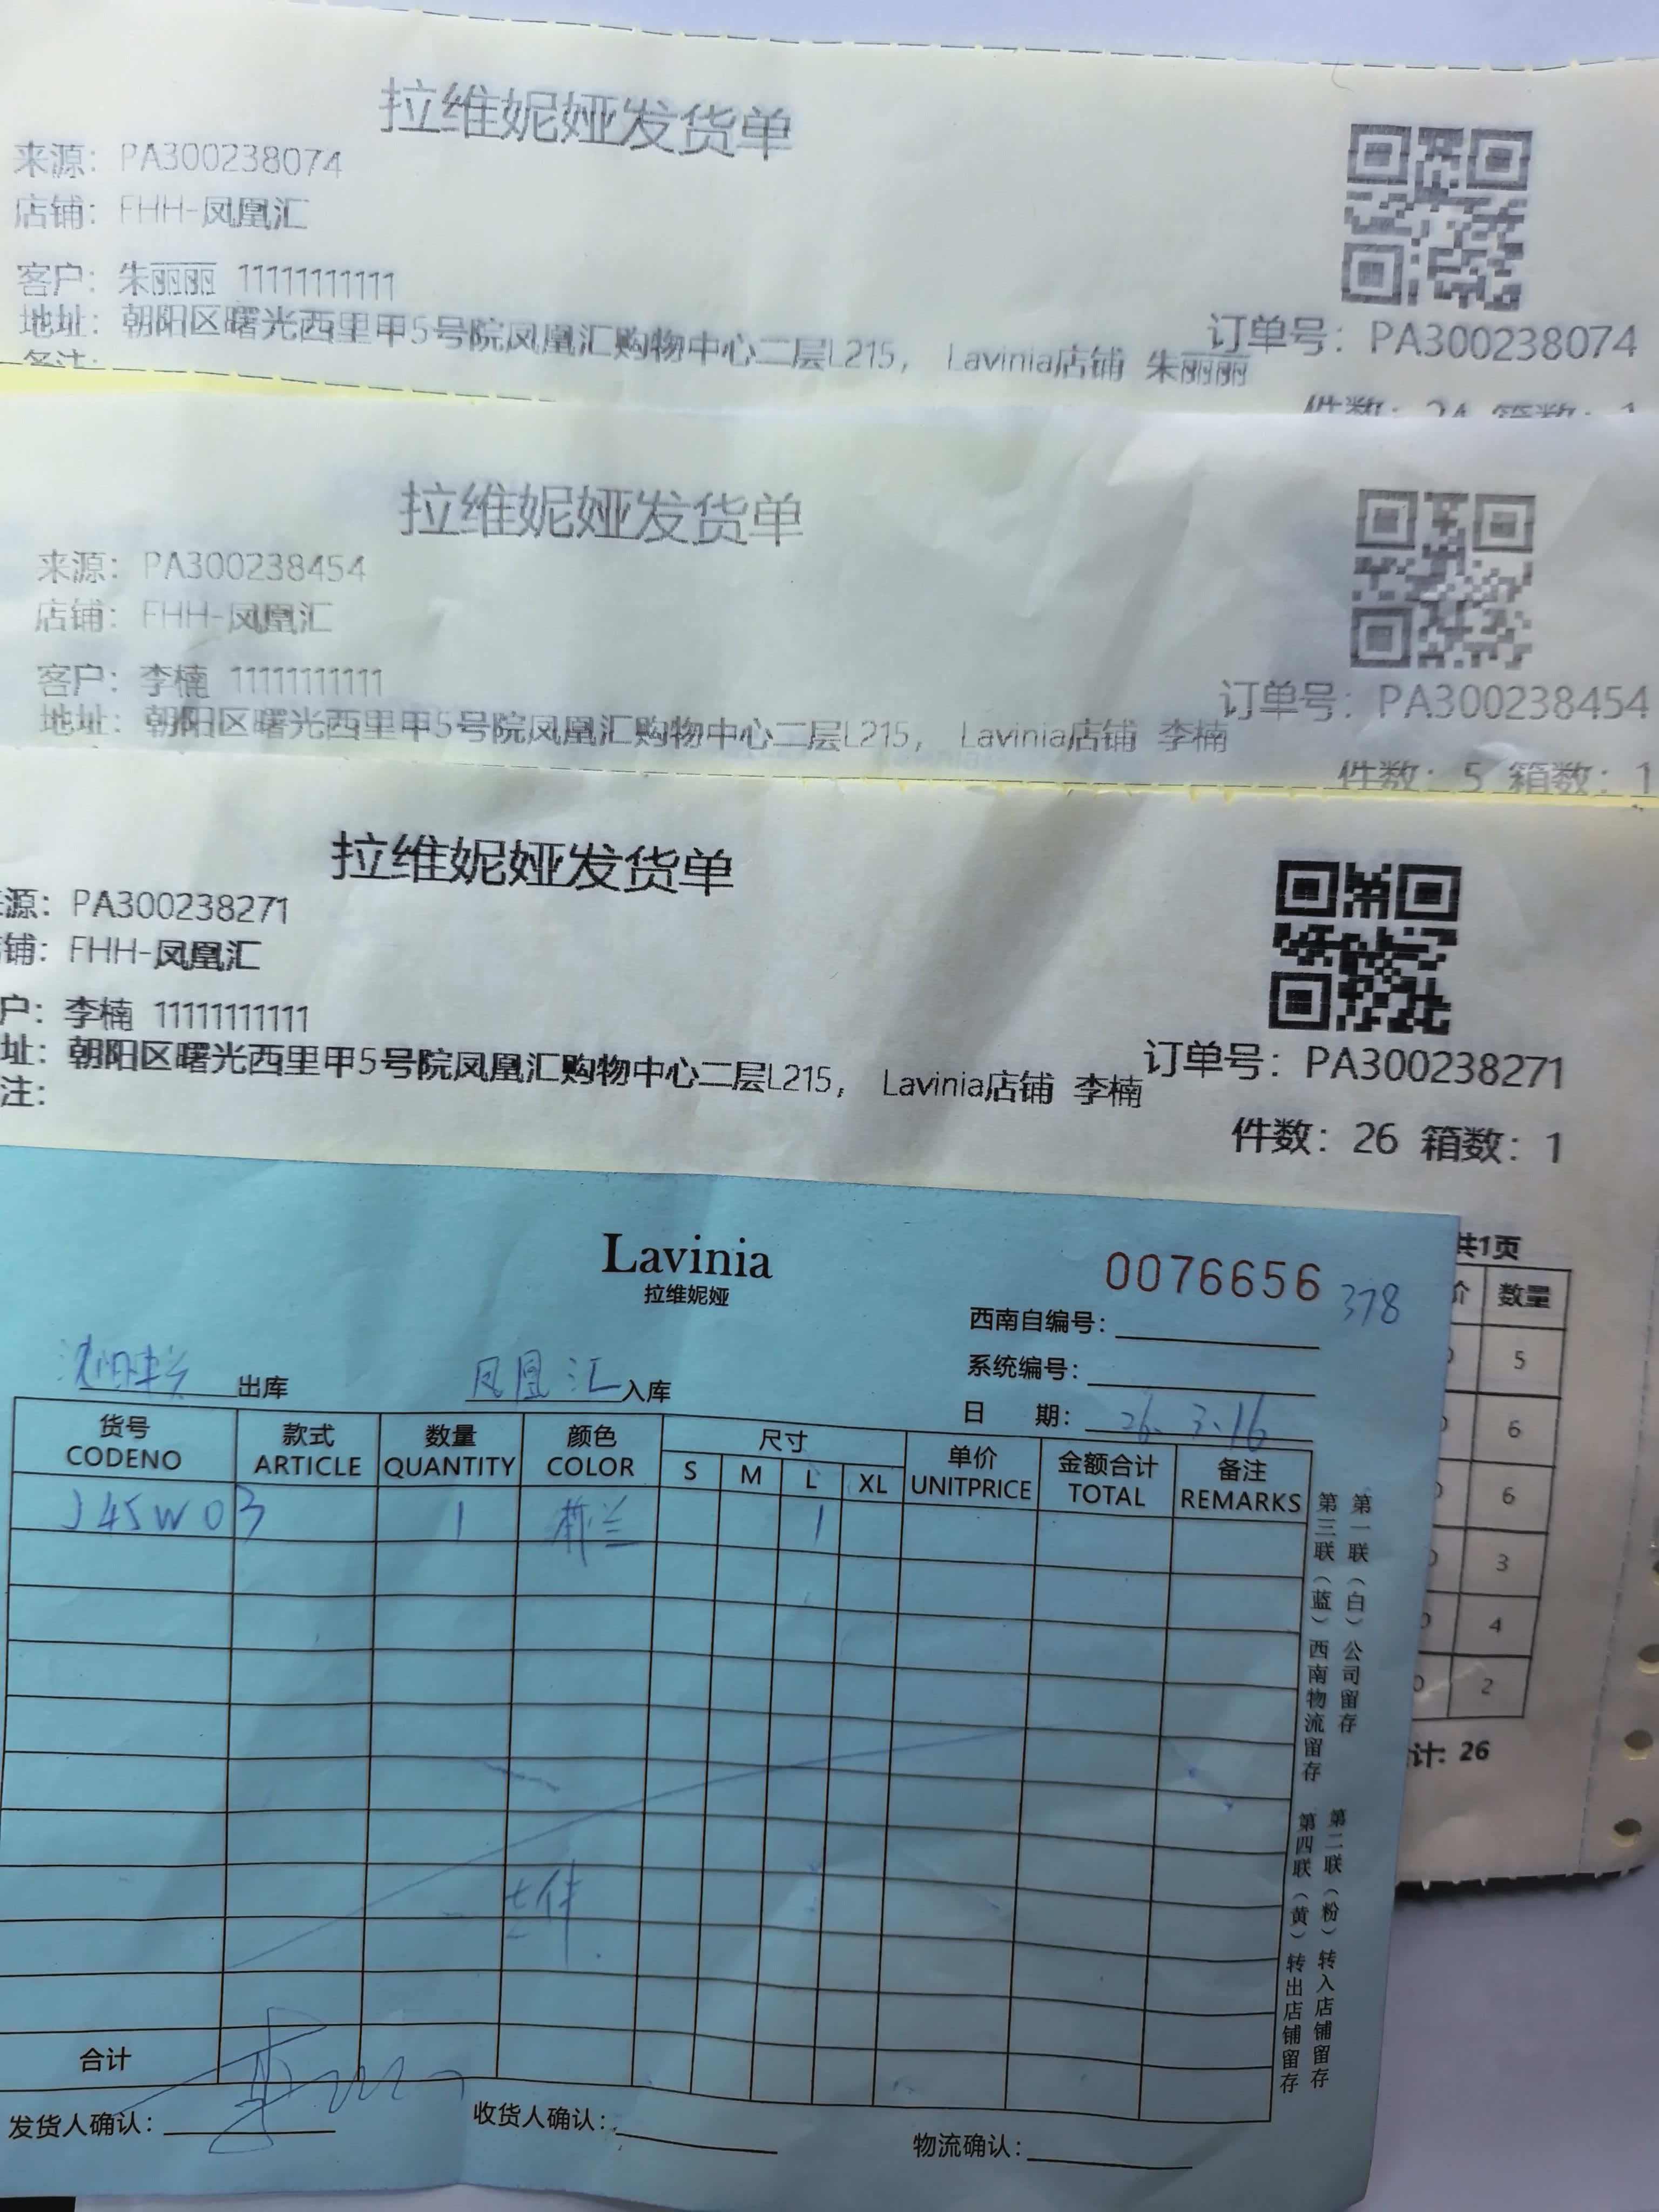 拉维妮娅发货单
来源：PA300238074
店铺：FHH-凤凰汇
客户：朱丽丽 11111111111
地址：朝阳区曙光西里甲5号院凤凰汇购物中心二层L215， Lavinia店铺 朱丽丽
订单号：PA300238074
备注：
件数：24 箱数：1
拉维妮娅发货单
来源：PA300238454
店铺：FHH-凤凰汇
客户：李楠 11111111111
地址：朝阳区曙光西里甲5号院凤凰汇购物中心二层L215， Lavinia店铺 李楠
订单号：PA300238454
件数：5 箱数：1
拉维妮娅发货单
源：PA300238271
铺：FHH-凤凰汇
户：李楠 11111111111
址：朝阳区曙光西里甲5号院凤凰汇购物中心二层L215， Lavinia店铺 李楠
注：
订单号：PA300238271
件数：26 箱数：1
共1页
价 数量
5
6
6
3
4
2
计: 26
Lavinia
拉维妮娅
0076656
378
西南自编号：
系统编号：
日 期：26.3.16
出库 凤凰汇入库
货号 款式 数量 颜色 尺寸 单价 金额合计 备注
CODENO ARTICLE QUANTITY COLOR S M L XL UNITPRICE TOTAL REMARKS
J45W03 1 1
合计
发货人确认：
收货人确认：
物流确认：
第一联（白）公司留存
第二联（粉）转入店铺留存
第三联（蓝）西南物流留存
第四联（黄）转出店铺留存